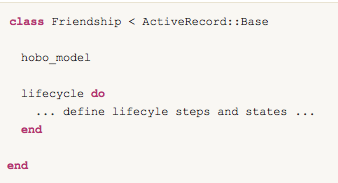 class Friendship < ActiveRecord::Base
hobo_model
lifecycle do
... define lifecyle steps and states ...
end
end